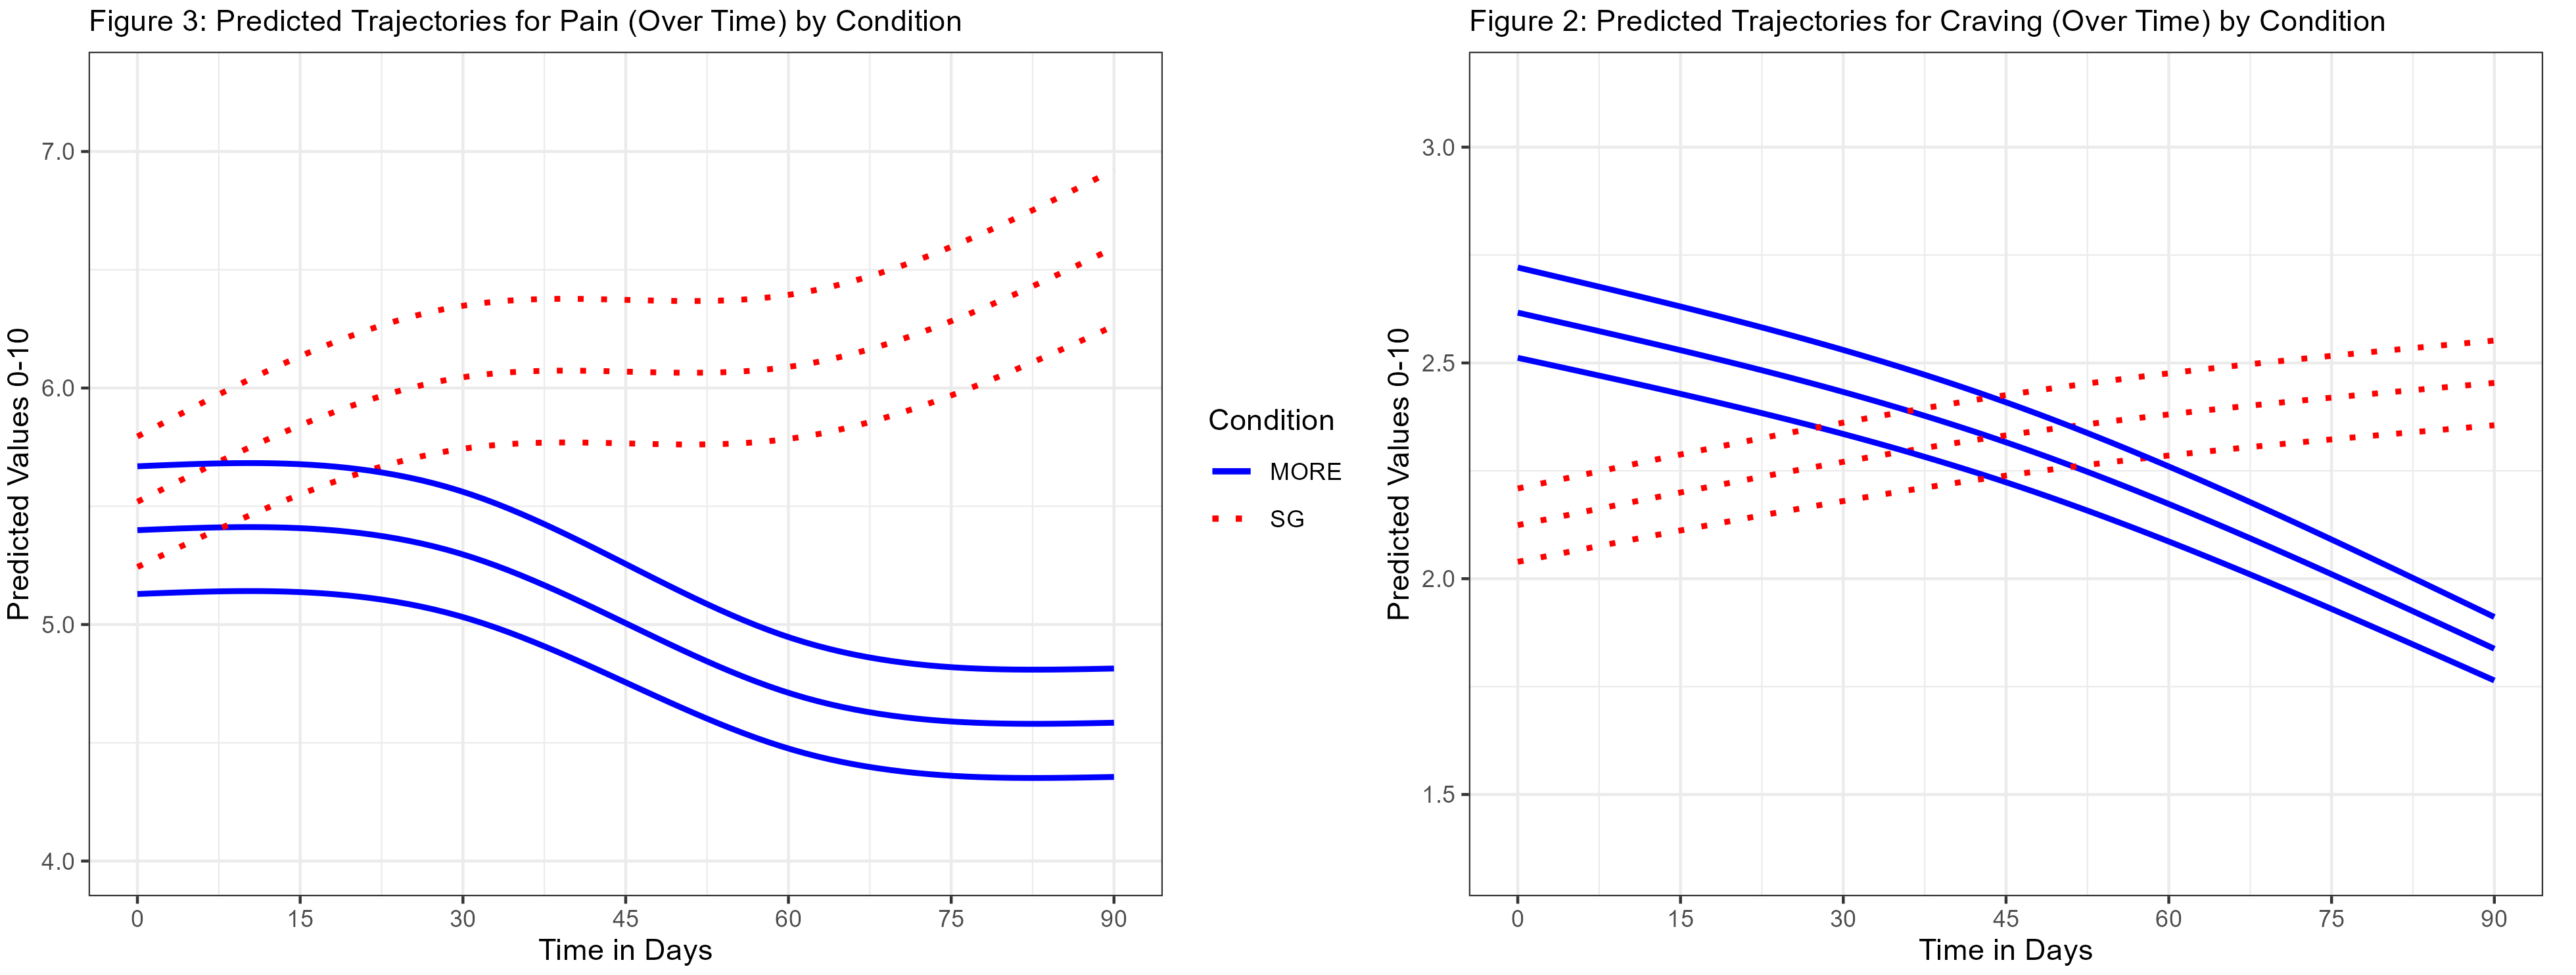 Figure 3: Predicted Trajectories for Pain (Over Time) by Condition
Predicted Values 0-10
7.0
6.0
5.0
4.0
0 15 30 45 60 75 90
Time in Days
Condition
MORE
SG
Figure 2: Predicted Trajectories for Craving (Over Time) by Condition
Predicted Values 0-10
3.0
2.5
2.0
1.5
0 15 30 45 60 75 90
Time in Days